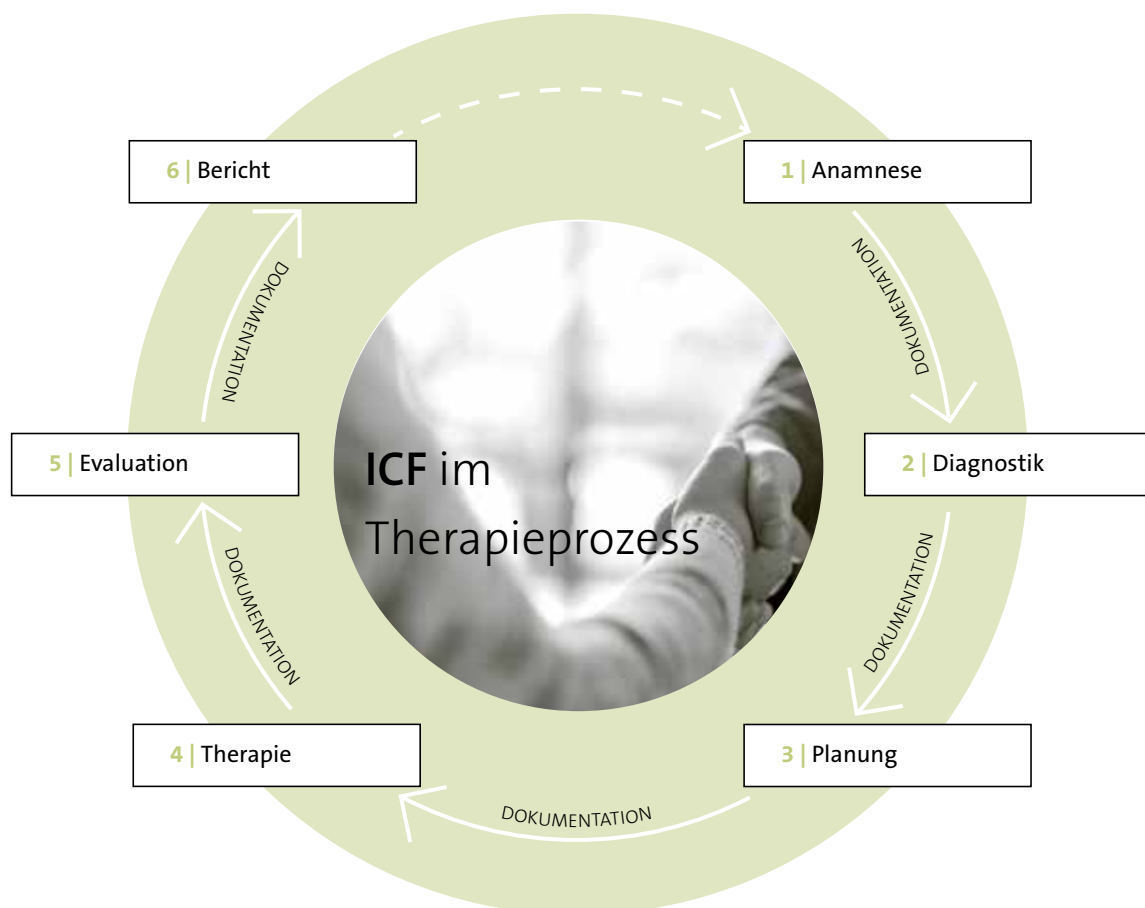 6 | Bericht
1 | Anamnese
DOKUMENTATION
DOKUMENTATION
5 | Evaluation
ICF im
Therapieprozess
2 | Diagnostik
DOKUMENTATION
DOKUMENTATION
4 | Therapie
3 | Planung
DOKUMENTATION